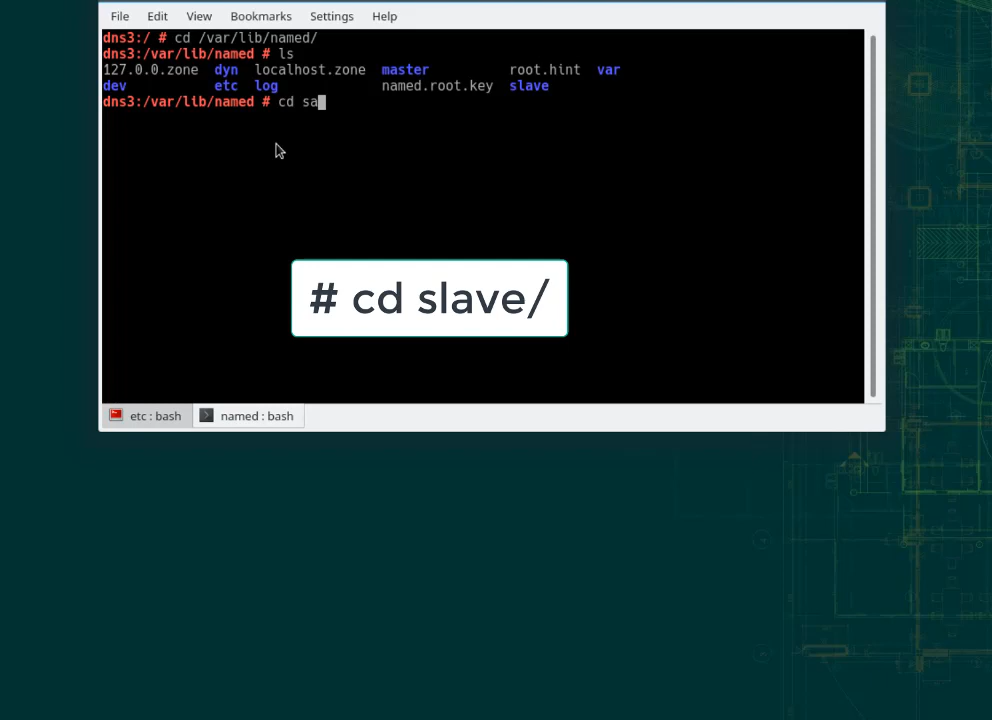 File Edit View Bookmarks Settings Help
dns3:/ # cd /var/lib/named/
dns3:/var/lib/named # ls
127.0.0.zone dyn localhost.zone master root.hint var
dev etc log named.root.key slave
dns3:/var/lib/named # cd sa
# cd slave/
etc : bash named : bash